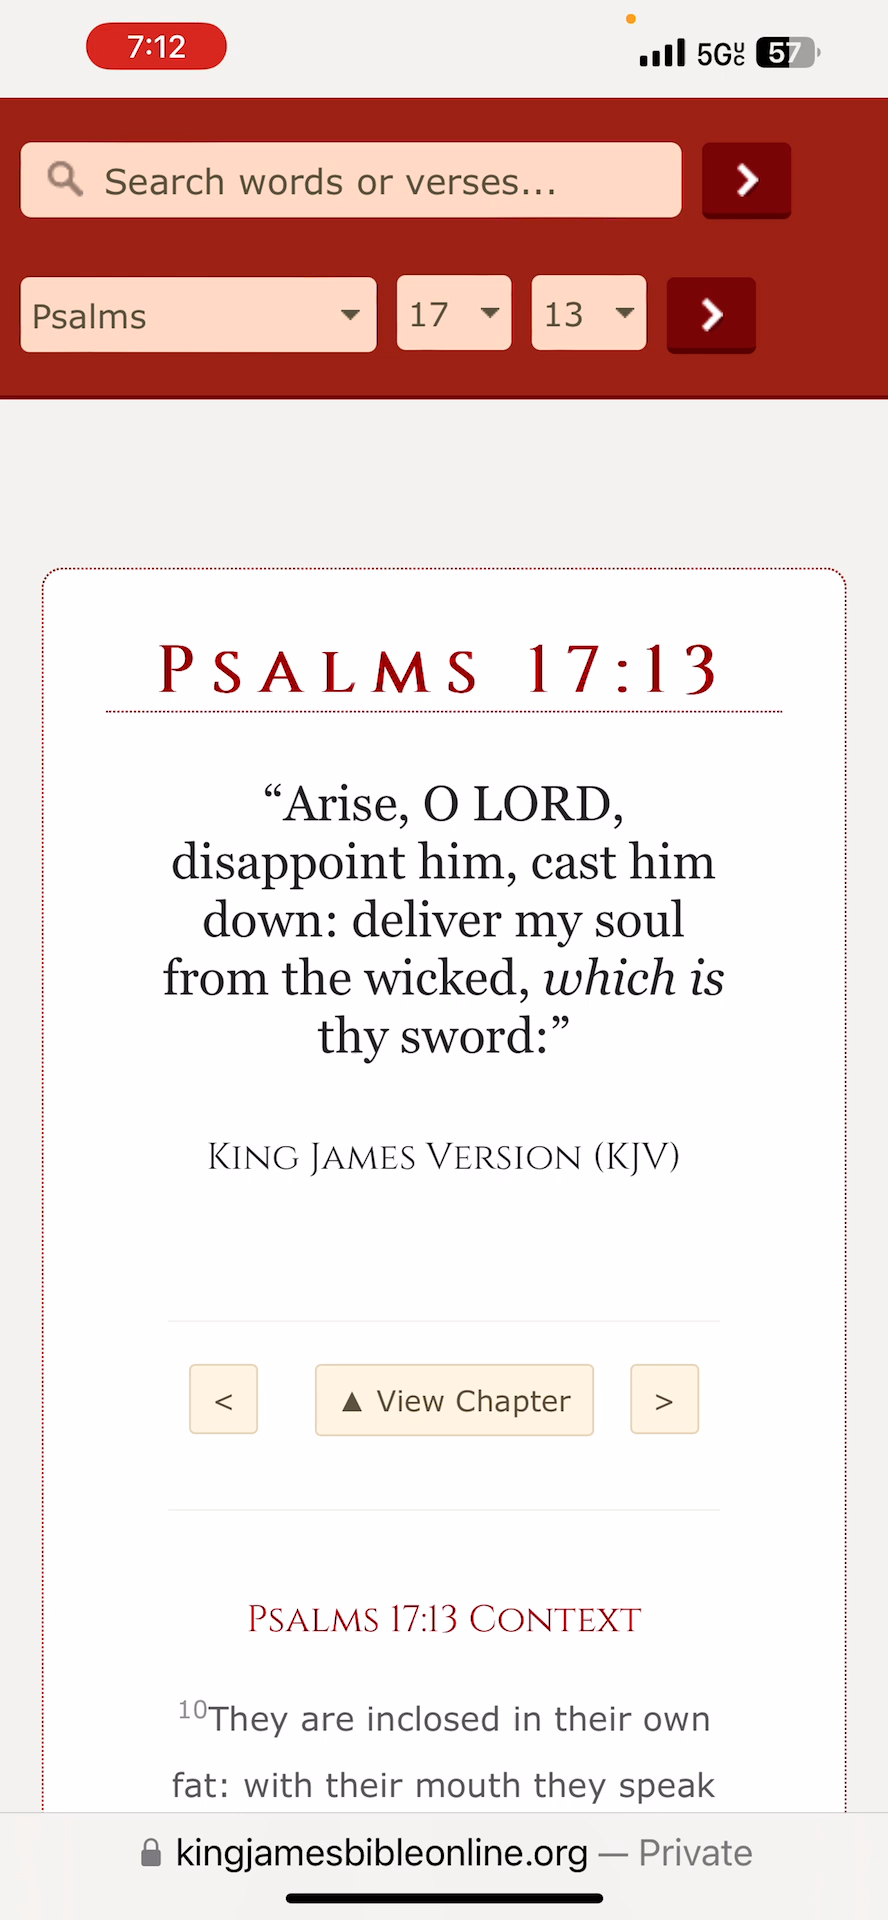 7:12
5GUC
57
Search words or verses...
Psalms
17
13
PSALMS 17:13
“Arise, O LORD,
disappoint him, cast him
down: deliver my soul
from the wicked, which is
thy sword:”
KING JAMES VERSION (KJV)
<
▲ View Chapter
>
PSALMS 17:13 CONTEXT
10They are inclosed in their own
fat: with their mouth they speak
kingjamesbibleonline.org — Private